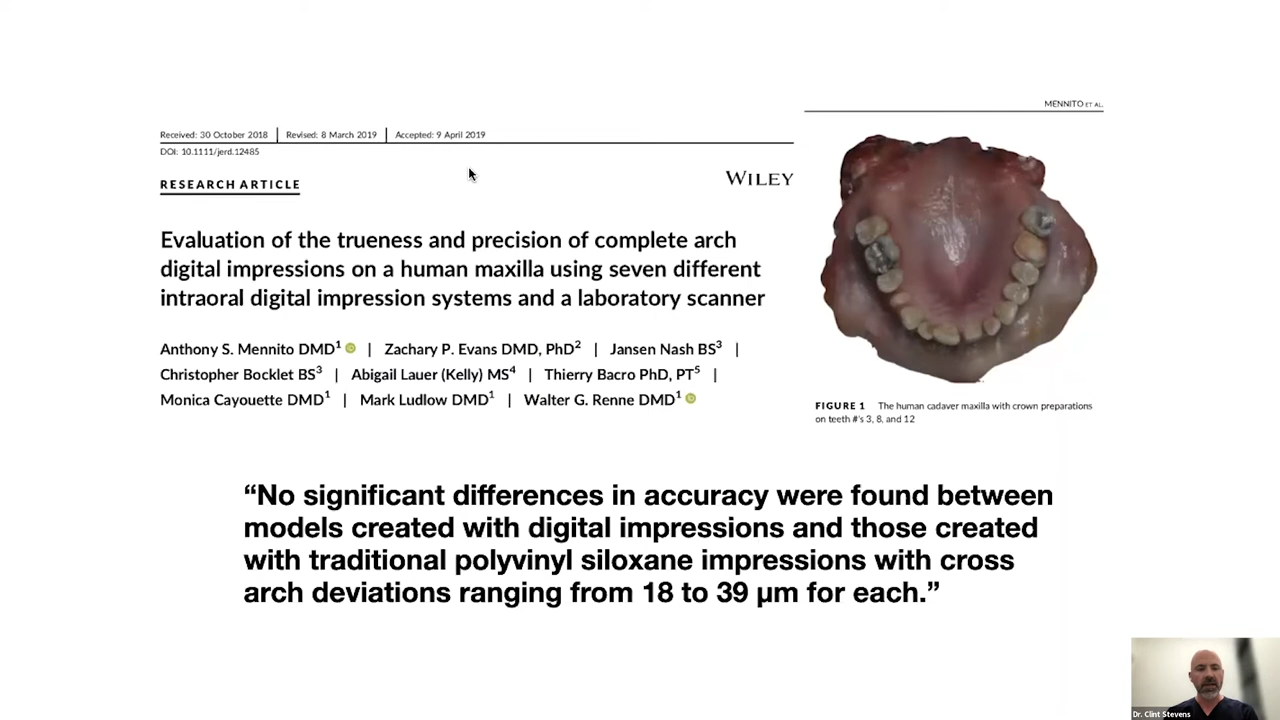 MENNITO ET AL.
Received: 30 October 2018 | Revised: 8 March 2019 | Accepted: 9 April 2019
DOI: 10.1111/jerd.12485
RESEARCH ARTICLE
WILEY
Evaluation of the trueness and precision of complete arch
digital impressions on a human maxilla using seven different
intraoral digital impression systems and a laboratory scanner
Anthony S. Mennito DMD1 | Zachary P. Evans DMD, PhD2 | Jansen Nash BS3 |
Christopher Bocklet BS3 | Abigail Lauer (Kelly) MS4 | Thierry Bacro PhD, PT5 |
Monica Cayouette DMD1 | Mark Ludlow DMD1 | Walter G. Renne DMD1
FIGURE 1 The human cadaver maxilla with crown preparations
on teeth #'s 3, 8, and 12
“No significant differences in accuracy were found between
models created with digital impressions and those created
with traditional polyvinyl siloxane impressions with cross
arch deviations ranging from 18 to 39 μm for each.”
Dr. Clint Stevens